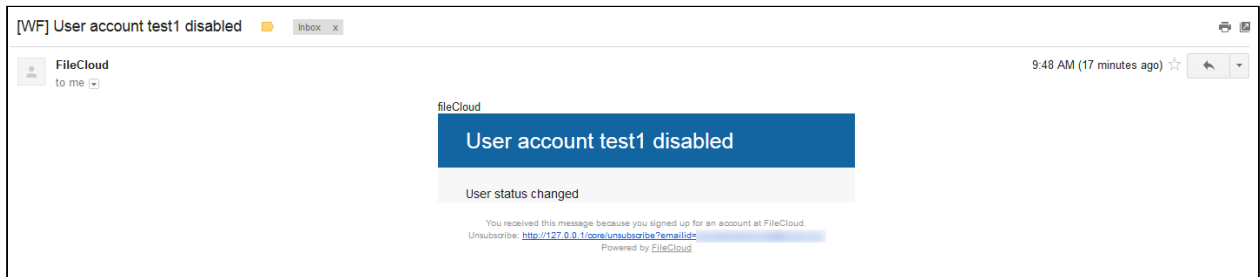 [WF] User account test1 disabled Inbox x
FileCloud 9:48 AM (17 minutes ago)
to me
fileCloud
User account test1 disabled
User status changed
You received this message because you signed up for an account at FileCloud.
Unsubscribe: http://127.0.0.1/core/unsubscribe?emailid=
Powered by FileCloud